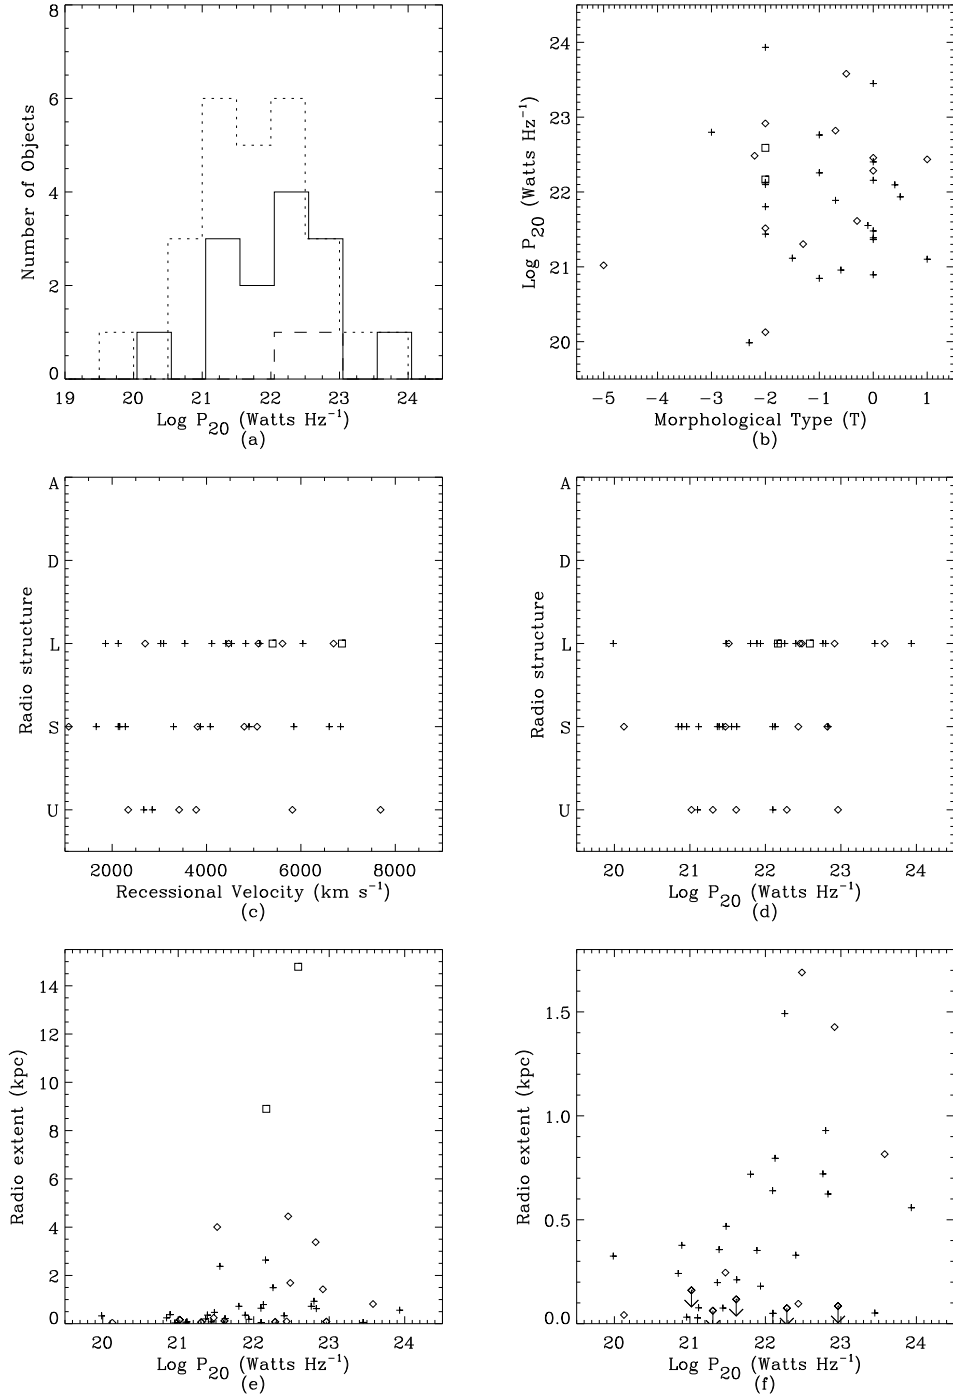 8
6
4
2
0
Number of Objects
19 20 21 22 23 24
Log P20 (Watts Hz−1)
(a)
24
23
22
21
20
Log P20 (Watts Hz−1)
−5 −4 −3 −2 −1 0 1
Morphological Type (T)
(b)
A
D
L
S
U
Radio structure
2000 4000 6000 8000
Recessional Velocity (km s−1)
(c)
A
D
L
S
U
Radio structure
20 21 22 23 24
Log P20 (Watts Hz−1)
(d)
14
12
10
8
6
4
2
0
Radio extent (kpc)
20 21 22 23 24
Log P20 (Watts Hz−1)
(e)
1.5
1.0
0.5
0.0
Radio extent (kpc)
20 21 22 23 24
Log P20 (Watts Hz−1)
(f)